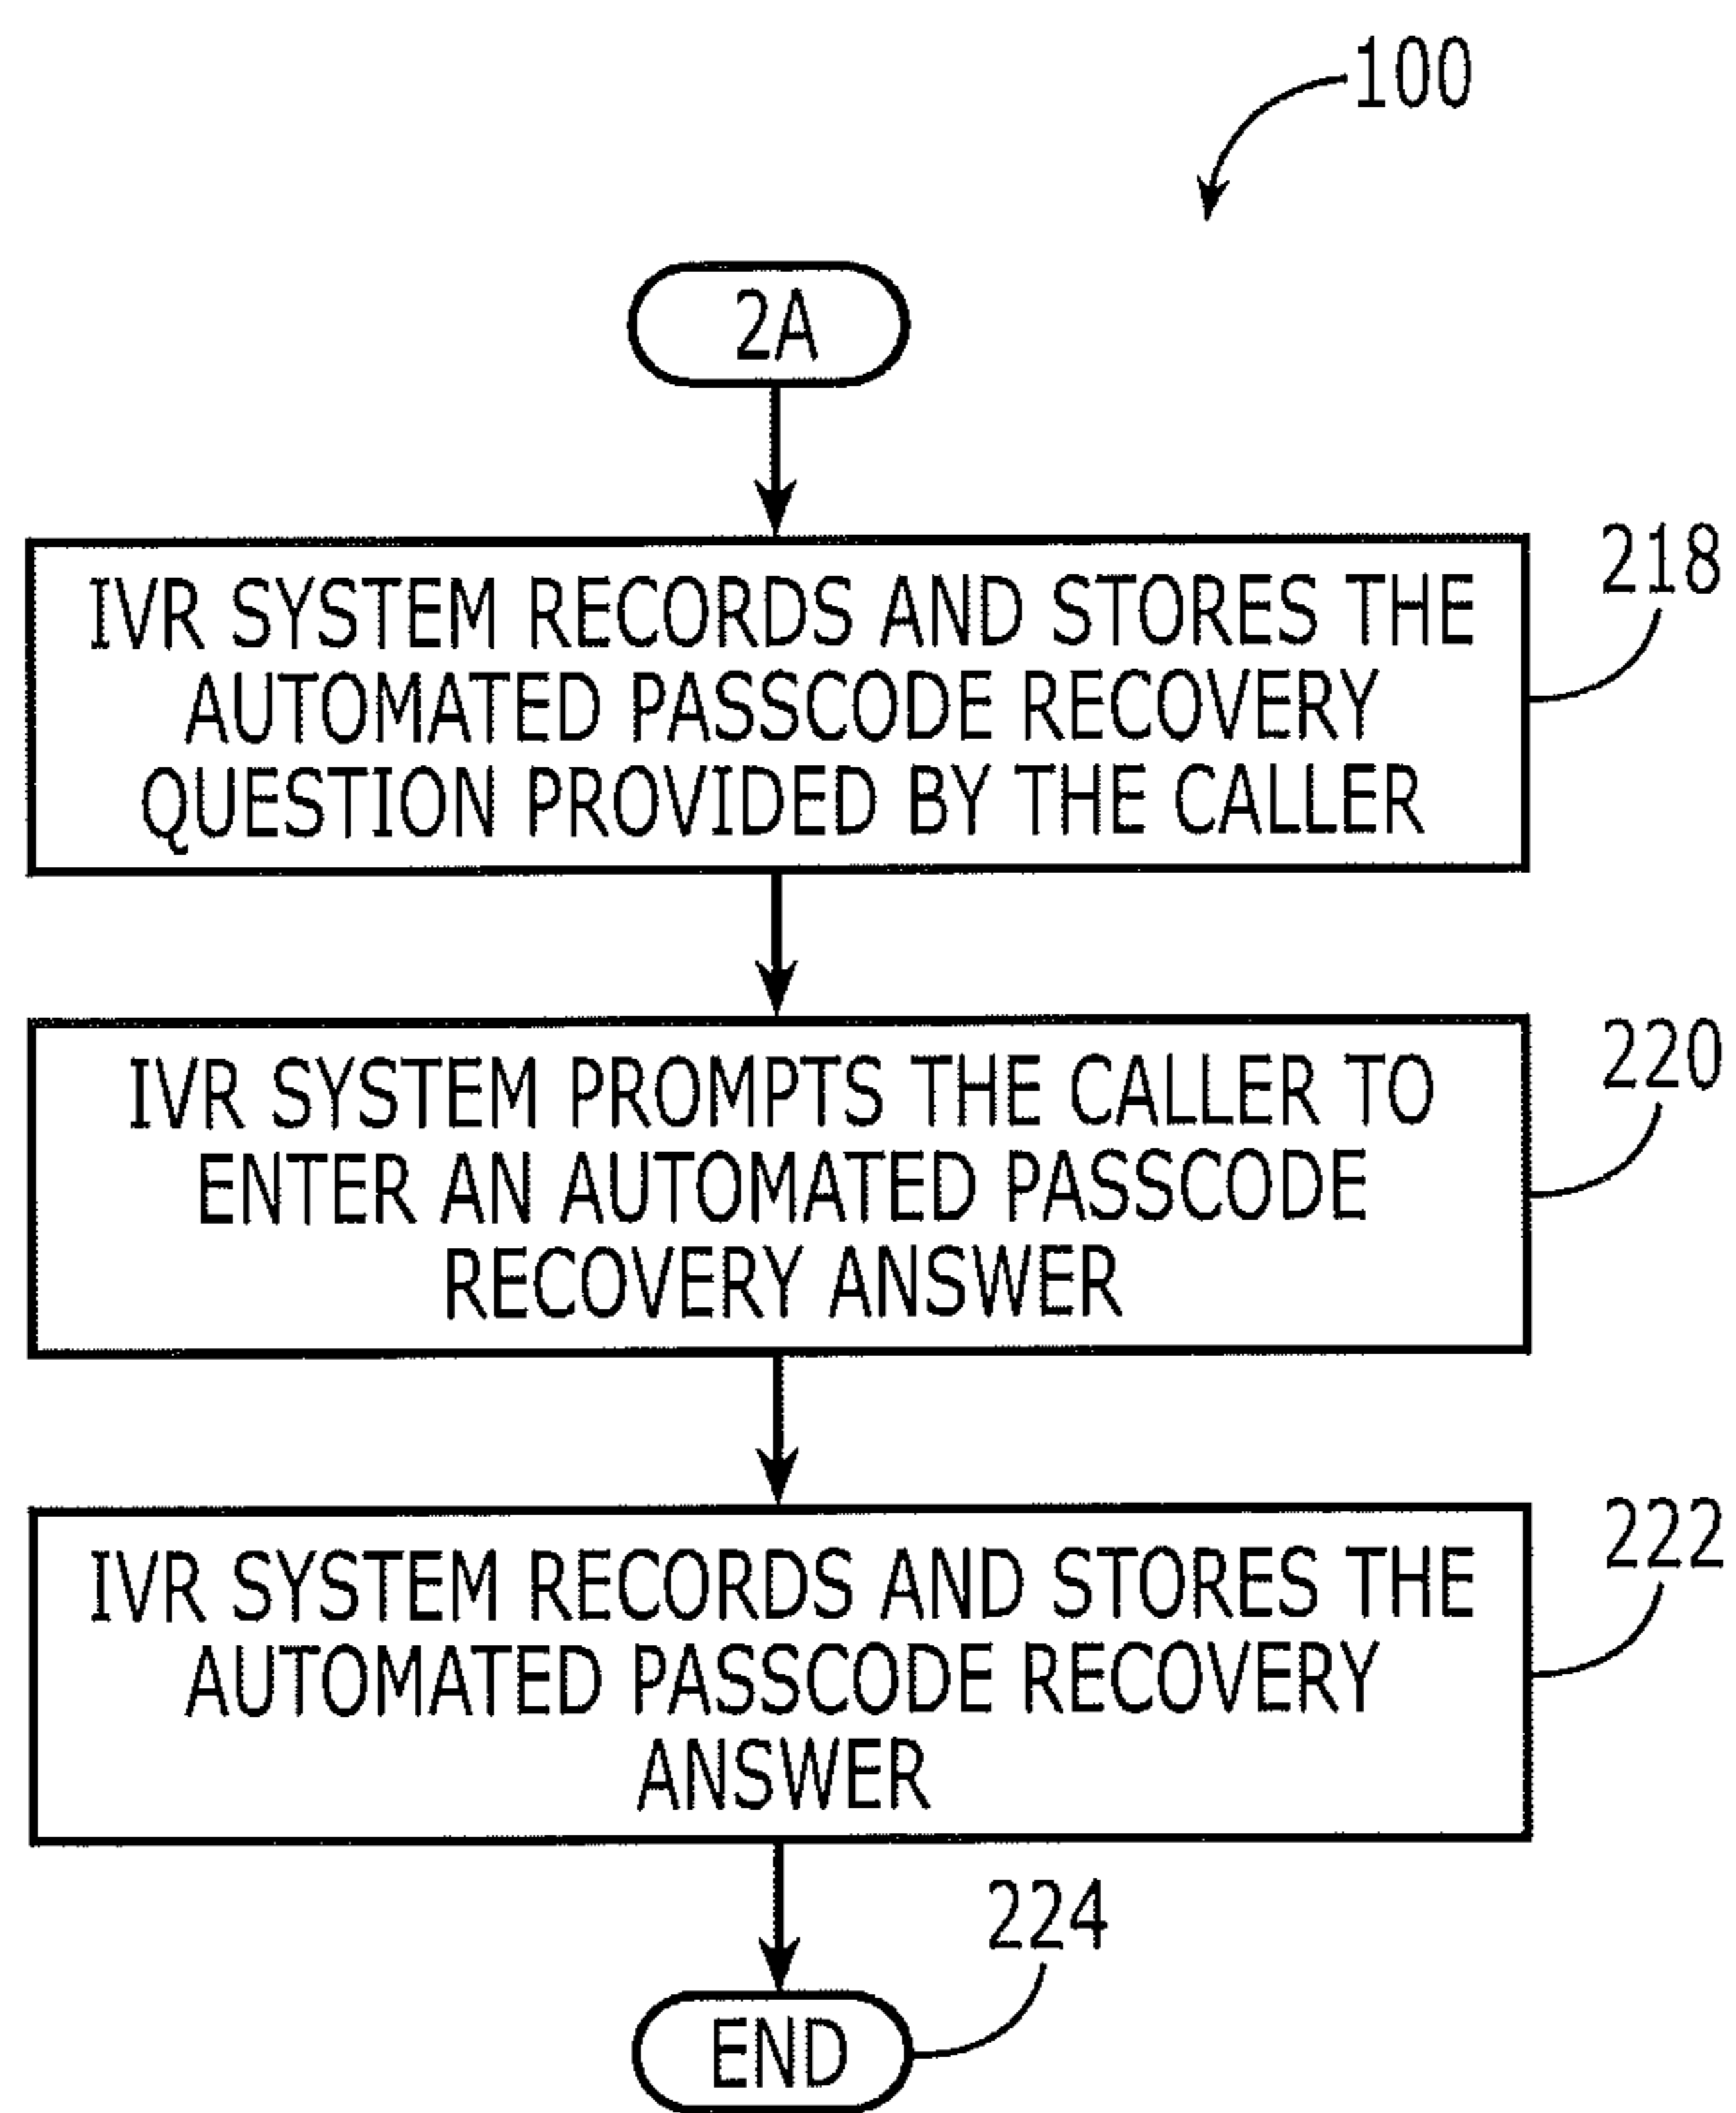 100
2A
218
IVR SYSTEM RECORDS AND STORES THE
AUTOMATED PASSCODE RECOVERY
QUESTION PROVIDED BY THE CALLER
220
IVR SYSTEM PROMPTS THE CALLER TO
ENTER AN AUTOMATED PASSCODE
RECOVERY ANSWER
222
IVR SYSTEM RECORDS AND STORES THE
AUTOMATED PASSCODE RECOVERY
ANSWER
224
END